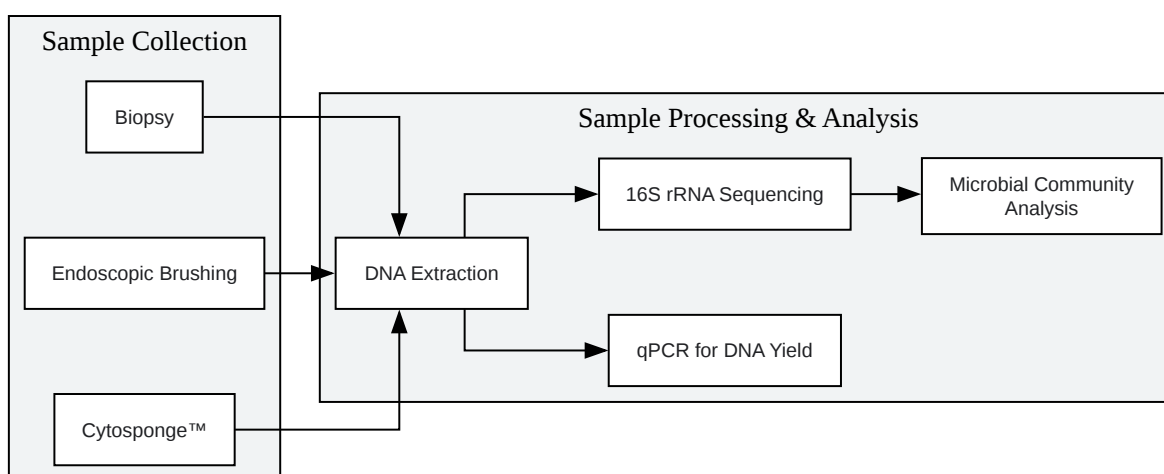 Sample Collection
Biopsy
Endoscopic Brushing
Cytosponge™
Sample Processing & Analysis
DNA Extraction
16S rRNA Sequencing
Microbial Community
Analysis
qPCR for DNA Yield